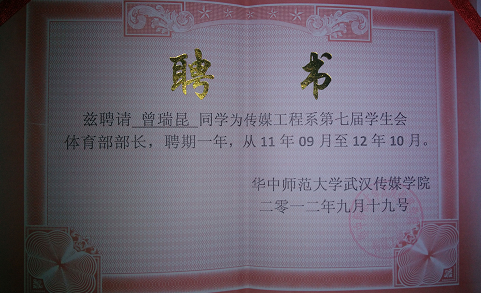 聘 书
兹聘请 曾瑞昆 同学为传媒工程系第七届学生会
体育部部长，聘期一年，从 11 年 09 月至 12 年 10 月。
华中师范大学武汉传媒学院
二零一二年九月十九号